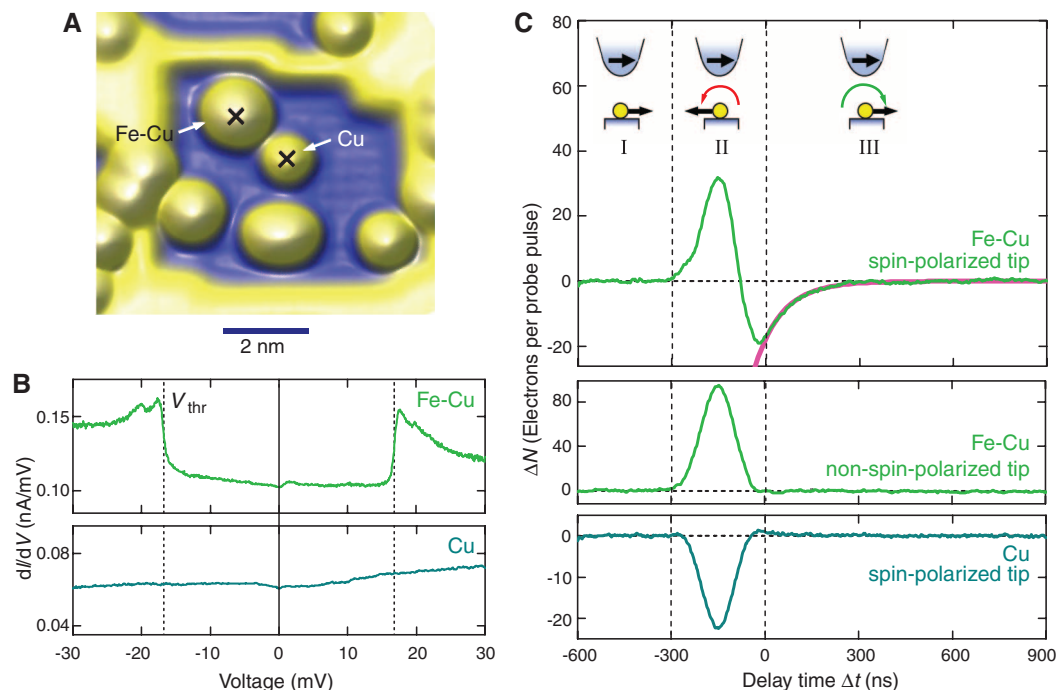 A
Fe-Cu
Cu
2 nm
B
V thr
Fe-Cu
0.15
0.10
dI/dV (nA/mV)
Cu
0.08
0.04
-30 -20 -10 0 10 20 30
Voltage (mV)
C
80
60
40
20
0
-20
I II III
Fe-Cu
spin-polarized tip
ΔN (Electrons per probe pulse)
80
40
0
Fe-Cu
non-spin-polarized tip
0
-10
-20
Cu
spin-polarized tip
-600 -300 0 300 600 900
Delay time Δt (ns)